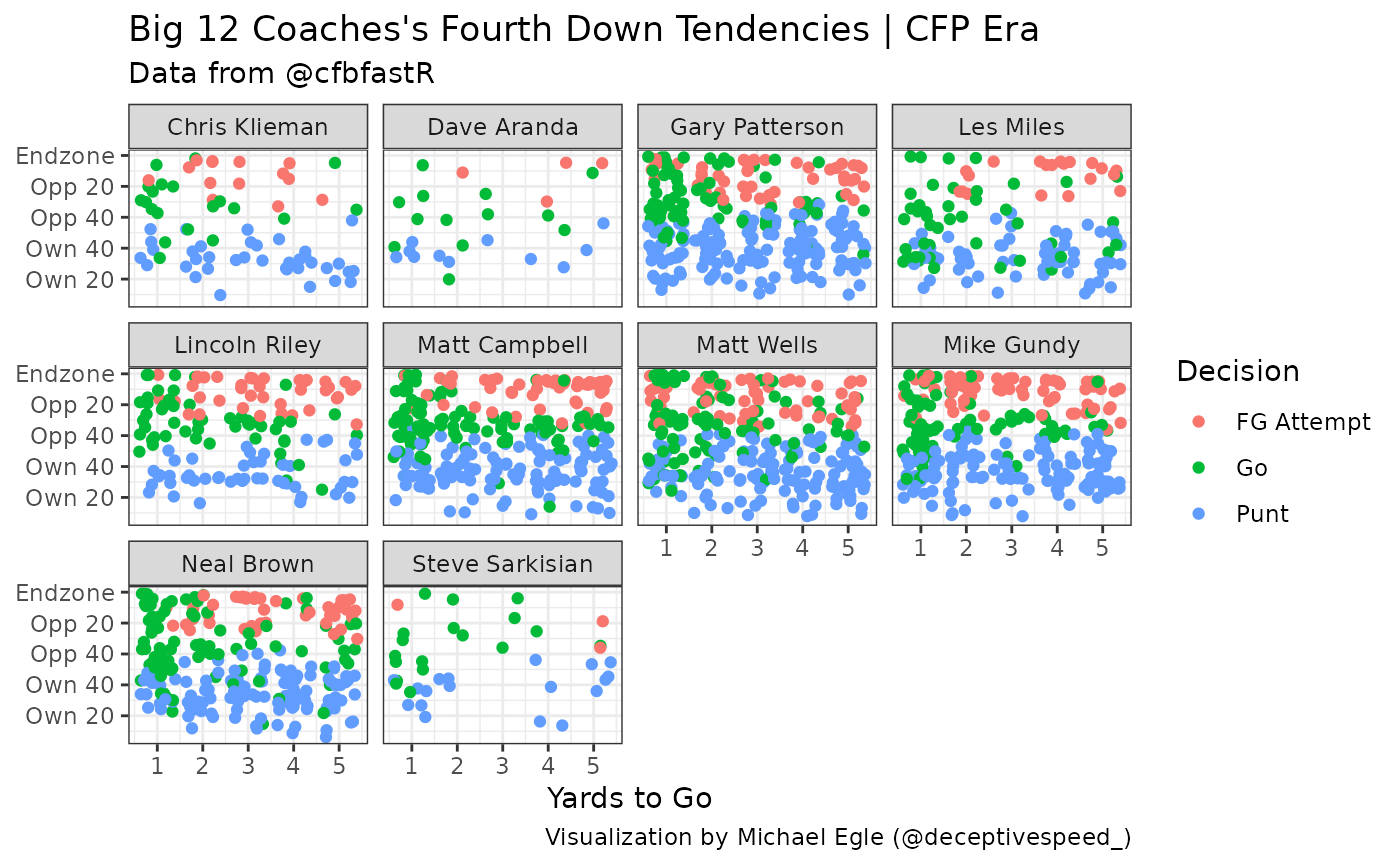 Big 12 Coaches's Fourth Down Tendencies | CFP Era
Data from @cfbfastR
Chris Klieman
Dave Aranda
Gary Patterson
Les Miles
Endzone
Opp 20
Opp 40
Own 40
Own 20
Lincoln Riley
Matt Campbell
Matt Wells
Mike Gundy
Endzone
Opp 20
Opp 40
Own 40
Own 20
1 2 3 4 5
1 2 3 4 5
Neal Brown
Steve Sarkisian
Endzone
Opp 20
Opp 40
Own 40
Own 20
1 2 3 4 5
1 2 3 4 5
Yards to Go
Visualization by Michael Egle (@deceptivespeed_)
Decision
FG Attempt
Go
Punt